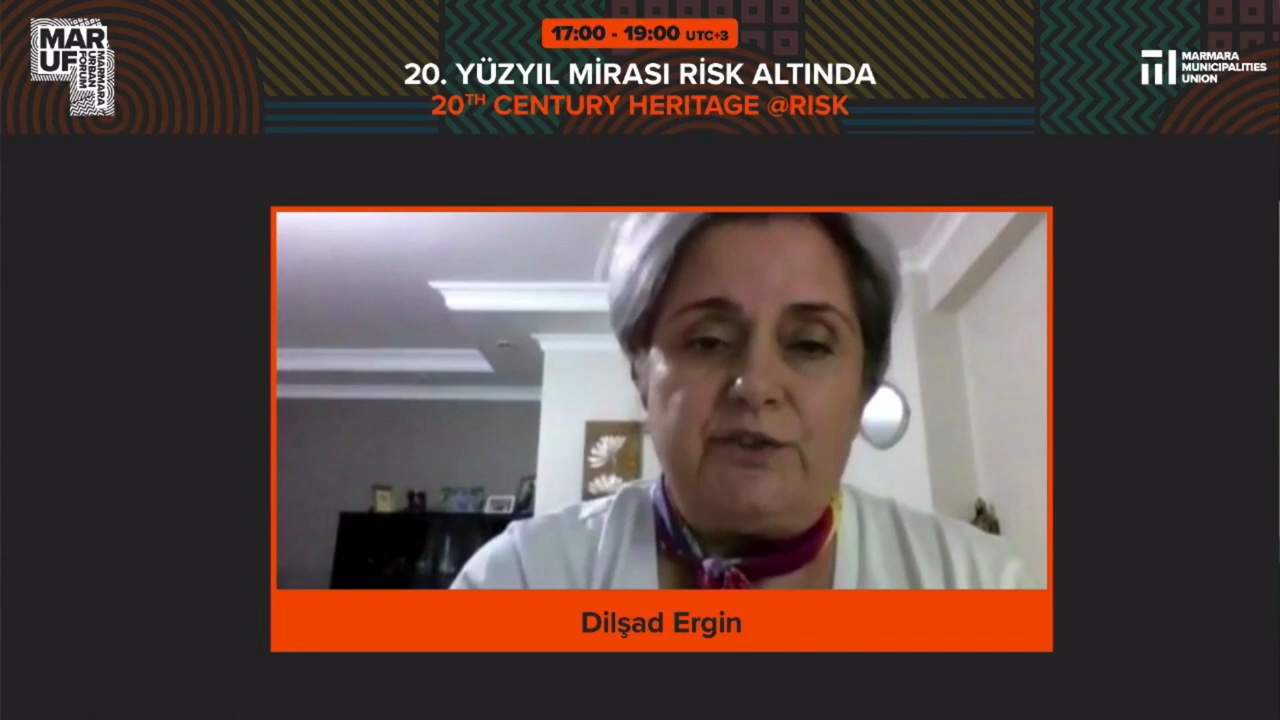 MAR
UF
MARMARA
URBAN
FORUM
17:00 - 19:00 UTC+3
20. YÜZYIL MİRASI RİSK ALTINDA
20TH CENTURY HERITAGE @RISK
MARMARA
MUNICIPALITIES
UNION
Dilşad Ergin